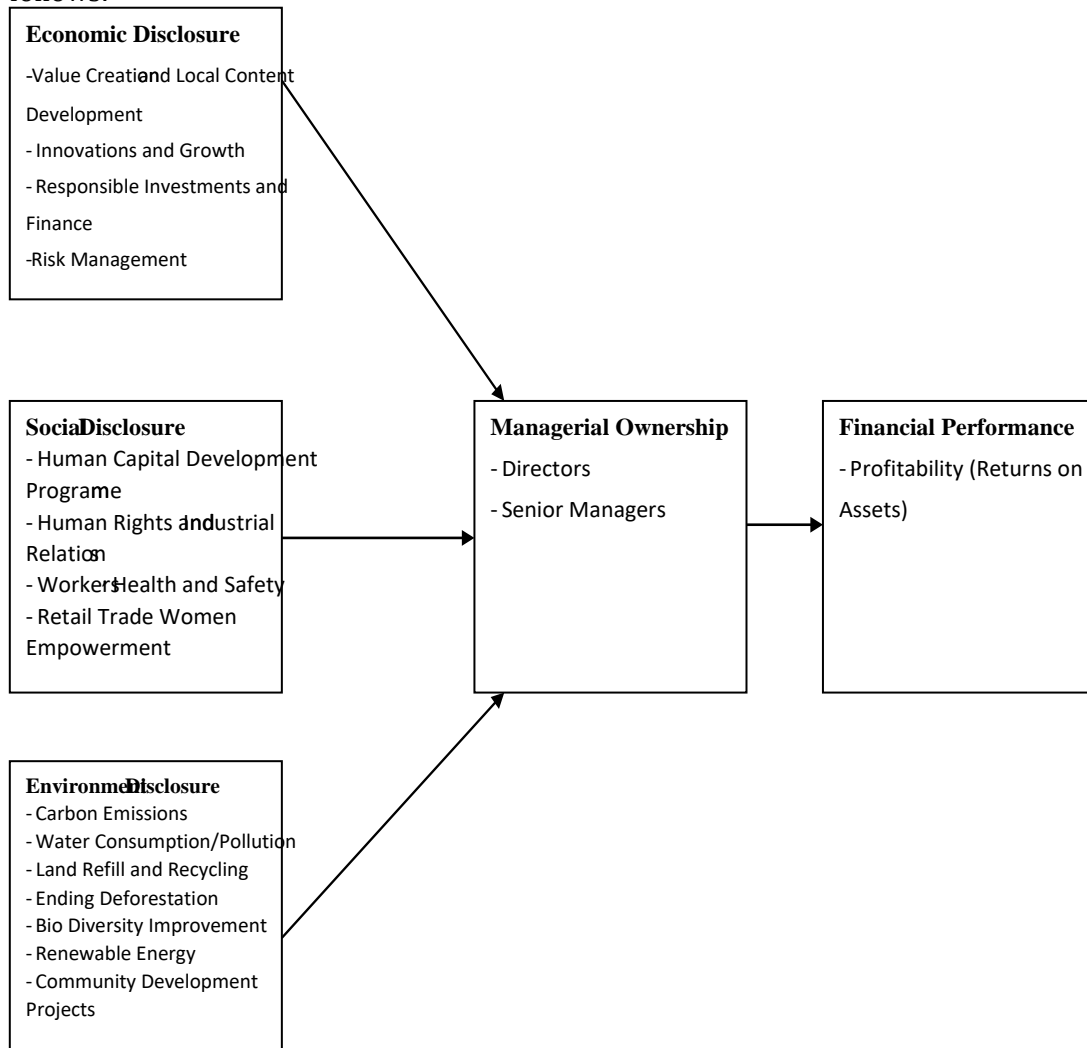 follows:
Economic Disclosure
-Value Creation and Local Content
Development
- Innovations and Growth
- Responsible Investments and
Finance
-Risk Management
Social Disclosure
- Human Capital Development
Programme
- Human Rights and Industrial
Relations
- Workers' Health and Safety
- Retail Trade Women
Empowerment
Managerial Ownership
- Directors
- Senior Managers
Financial Performance
- Profitability (Returns on
Assets)
Environment Disclosure
- Carbon Emissions
- Water Consumption/Pollution
- Land Refill and Recycling
- Ending Deforestation
- Bio Diversity Improvement
- Renewable Energy
- Community Development
Projects